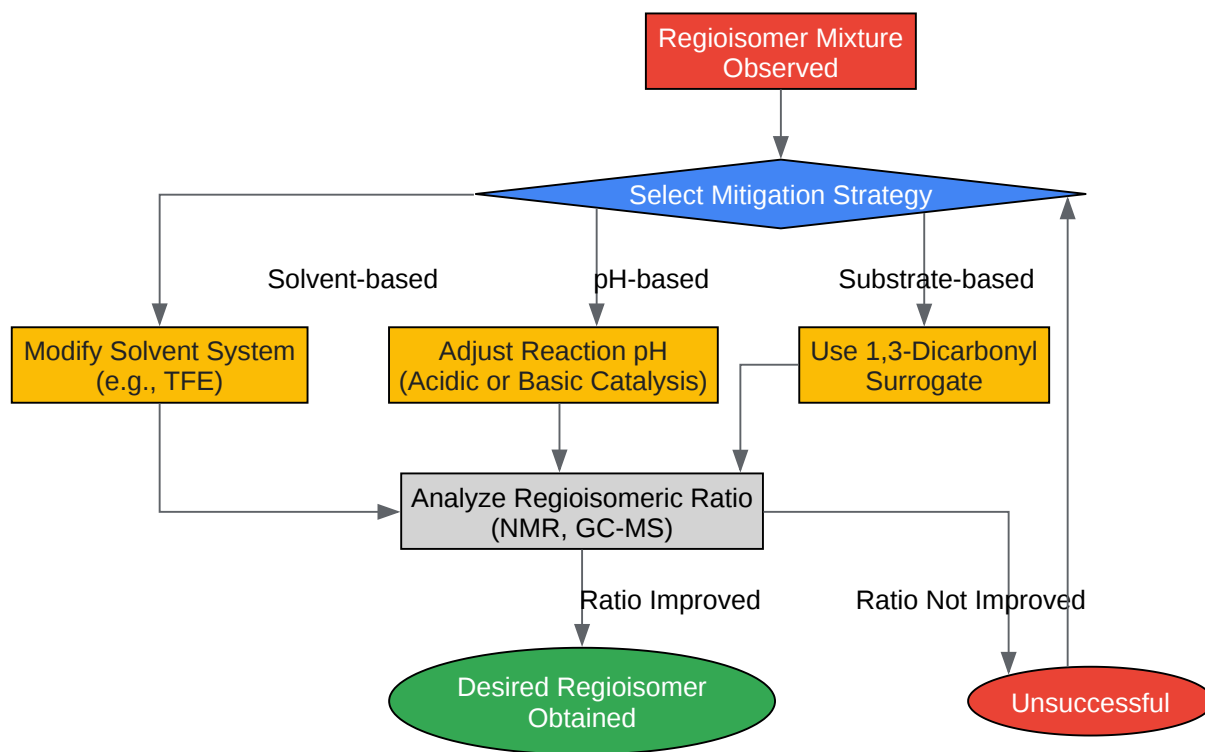 Regioisomer Mixture
Observed
Select Mitigation Strategy
Solvent-based
pH-based
Substrate-based
Modify Solvent System
(e.g., TFE)
Adjust Reaction pH
(Acidic or Basic Catalysis)
Use 1,3-Dicarbonyl
Surrogate
Analyze Regioisomeric Ratio
(NMR, GC-MS)
Ratio Improved
Ratio Not Improved
Desired Regioisomer
Obtained
Unsuccessful